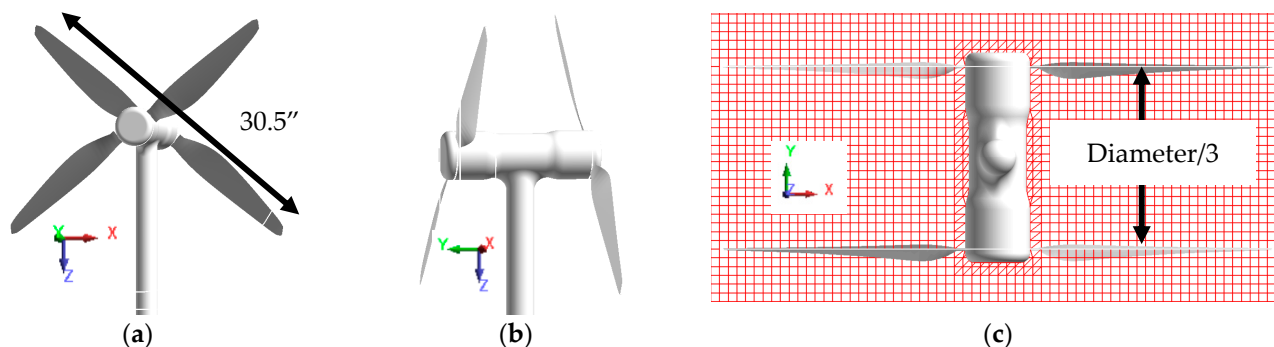 30.5”
Y X
Z
(a)
Y X
Z
(b)
Y
Z X
Diameter/3
(c)